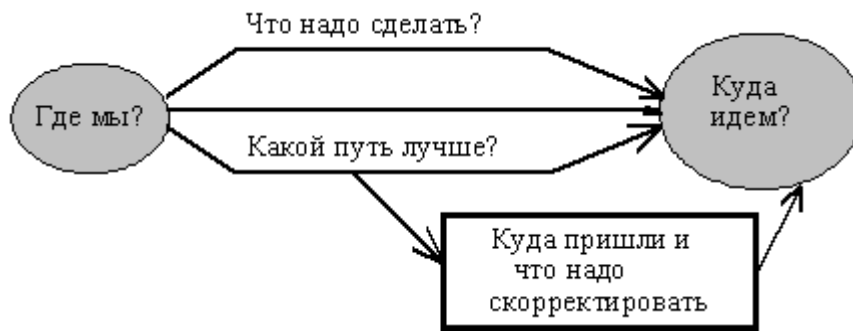 Что надо сделать?
Где мы?
Куда
идем?
Какой путь лучше?
Куда пришли и
что надо
скорректировать